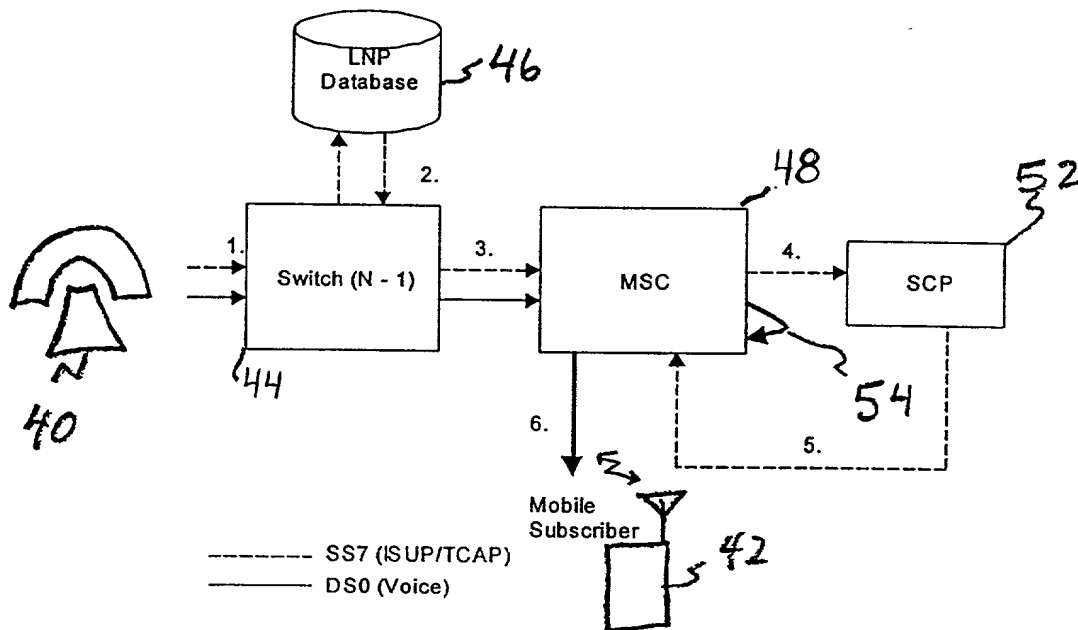 LNP
Database
46
2.
48
52
1.
Switch (N - 1)
3.
MSC
4.
SCP
44
40
54
6.
5.
Mobile
Subscriber
SS7 (ISUP/TCAP)
DS0 (Voice)
42